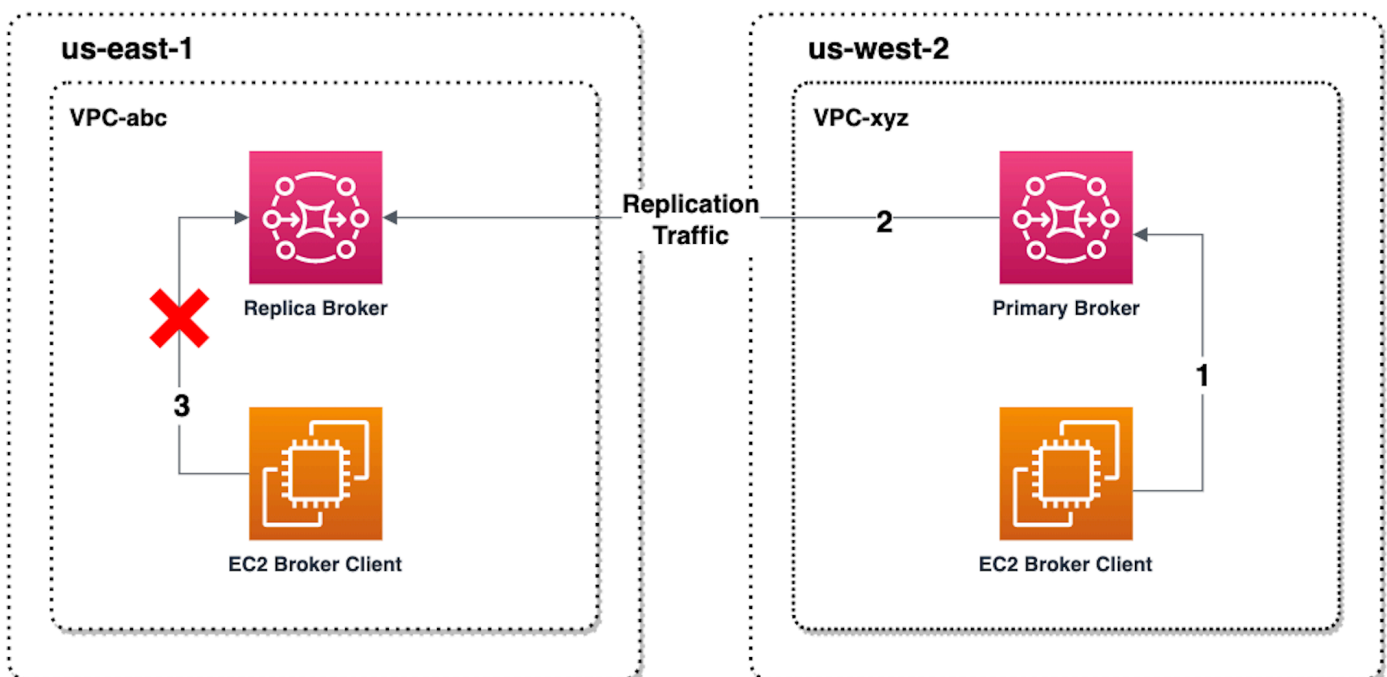 us-east-1
VPC-abc
Replica Broker
3
EC2 Broker Client
Replication
Traffic
us-west-2
VPC-xyz
2
Primary Broker
1
EC2 Broker Client